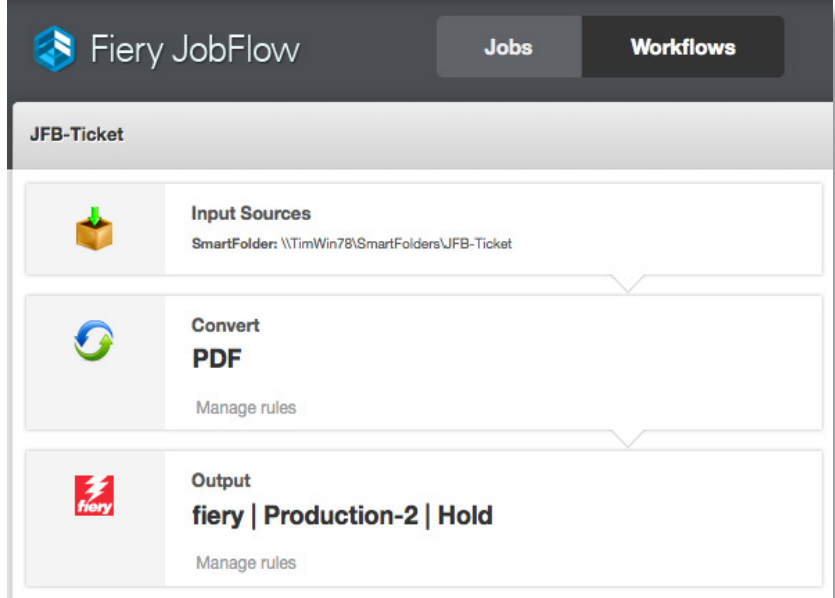 Fiery JobFlow
Jobs
Workflows
JFB-Ticket
Input Sources
SmartFolder: \\TimWin78\SmartFolders\JFB-Ticket
Convert
PDF
Manage rules
fiery
Output
fiery | Production-2 | Hold
Manage rules